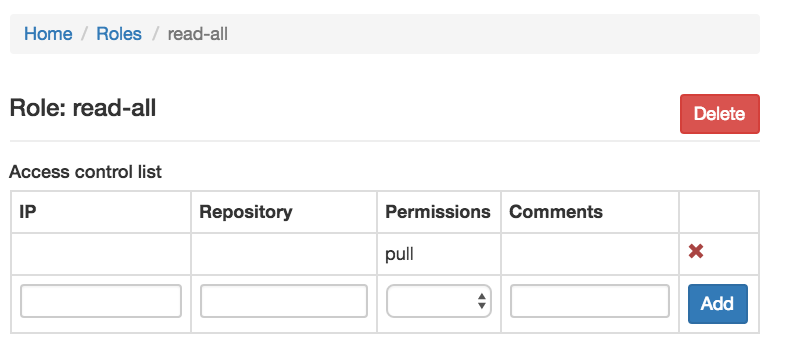 Home / Roles / read-all
Role: read-all
Delete
Access control list
IP Repository Permissions Comments
pull
Add